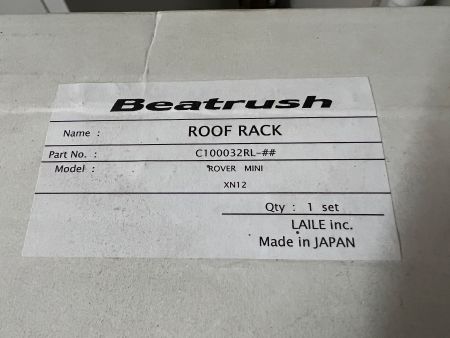 Beatrush
Name : ROOF RACK
Part No. : C100032RL-##
Model : ROVER MINI
XN12
Qty : 1 set
LAILE inc.
Made in JAPAN